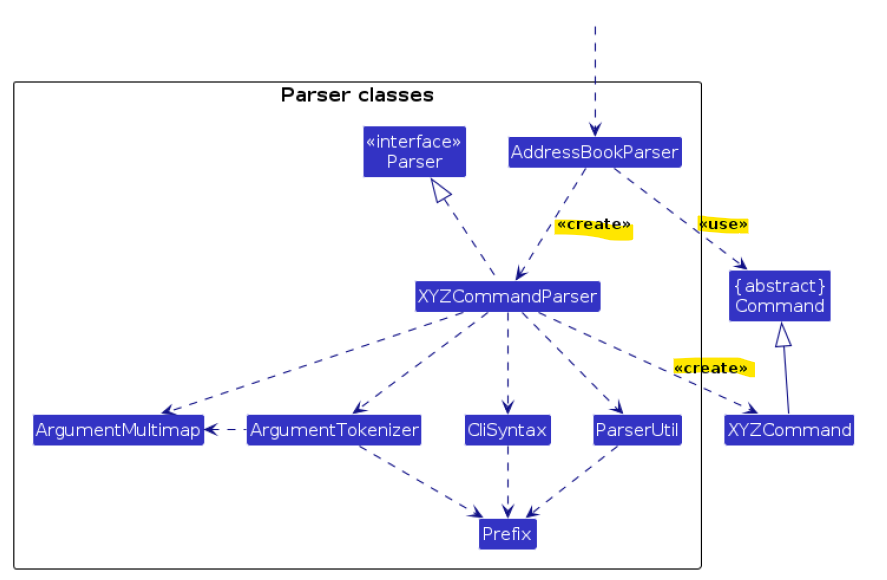 Parser classes
«interface»
Parser
AddressBookParser
«create»
«use»
{abstract}
Command
XYZCommandParser
«create»
ArgumentMultimap
ArgumentTokenizer
CliSyntax
ParserUtil
XYZCommand
Prefix